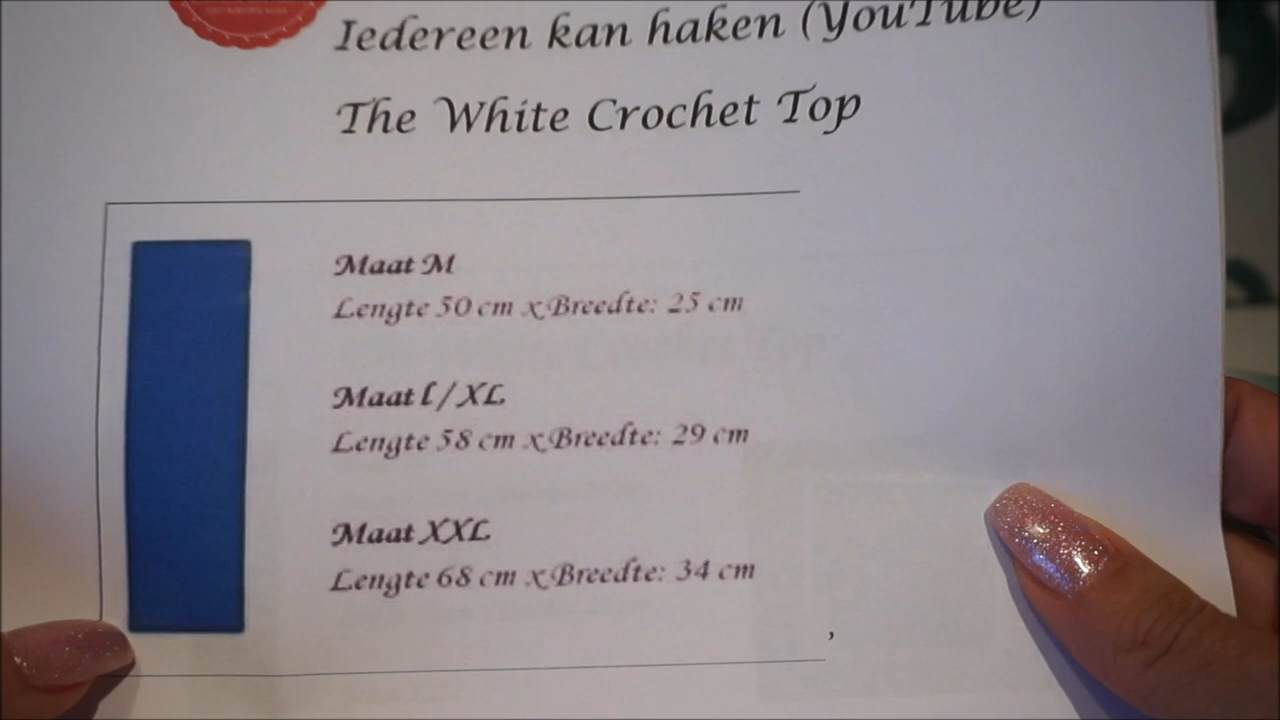 Iedereen kan haken (YouTube)
The White Crochet Top
Maat M
Lengte 50 cm x Breedte: 25 cm
Maat L/XL
Lengte 58 cm x Breedte: 29 cm
Maat XXL
Lengte 68 cm x Breedte: 34 cm
,